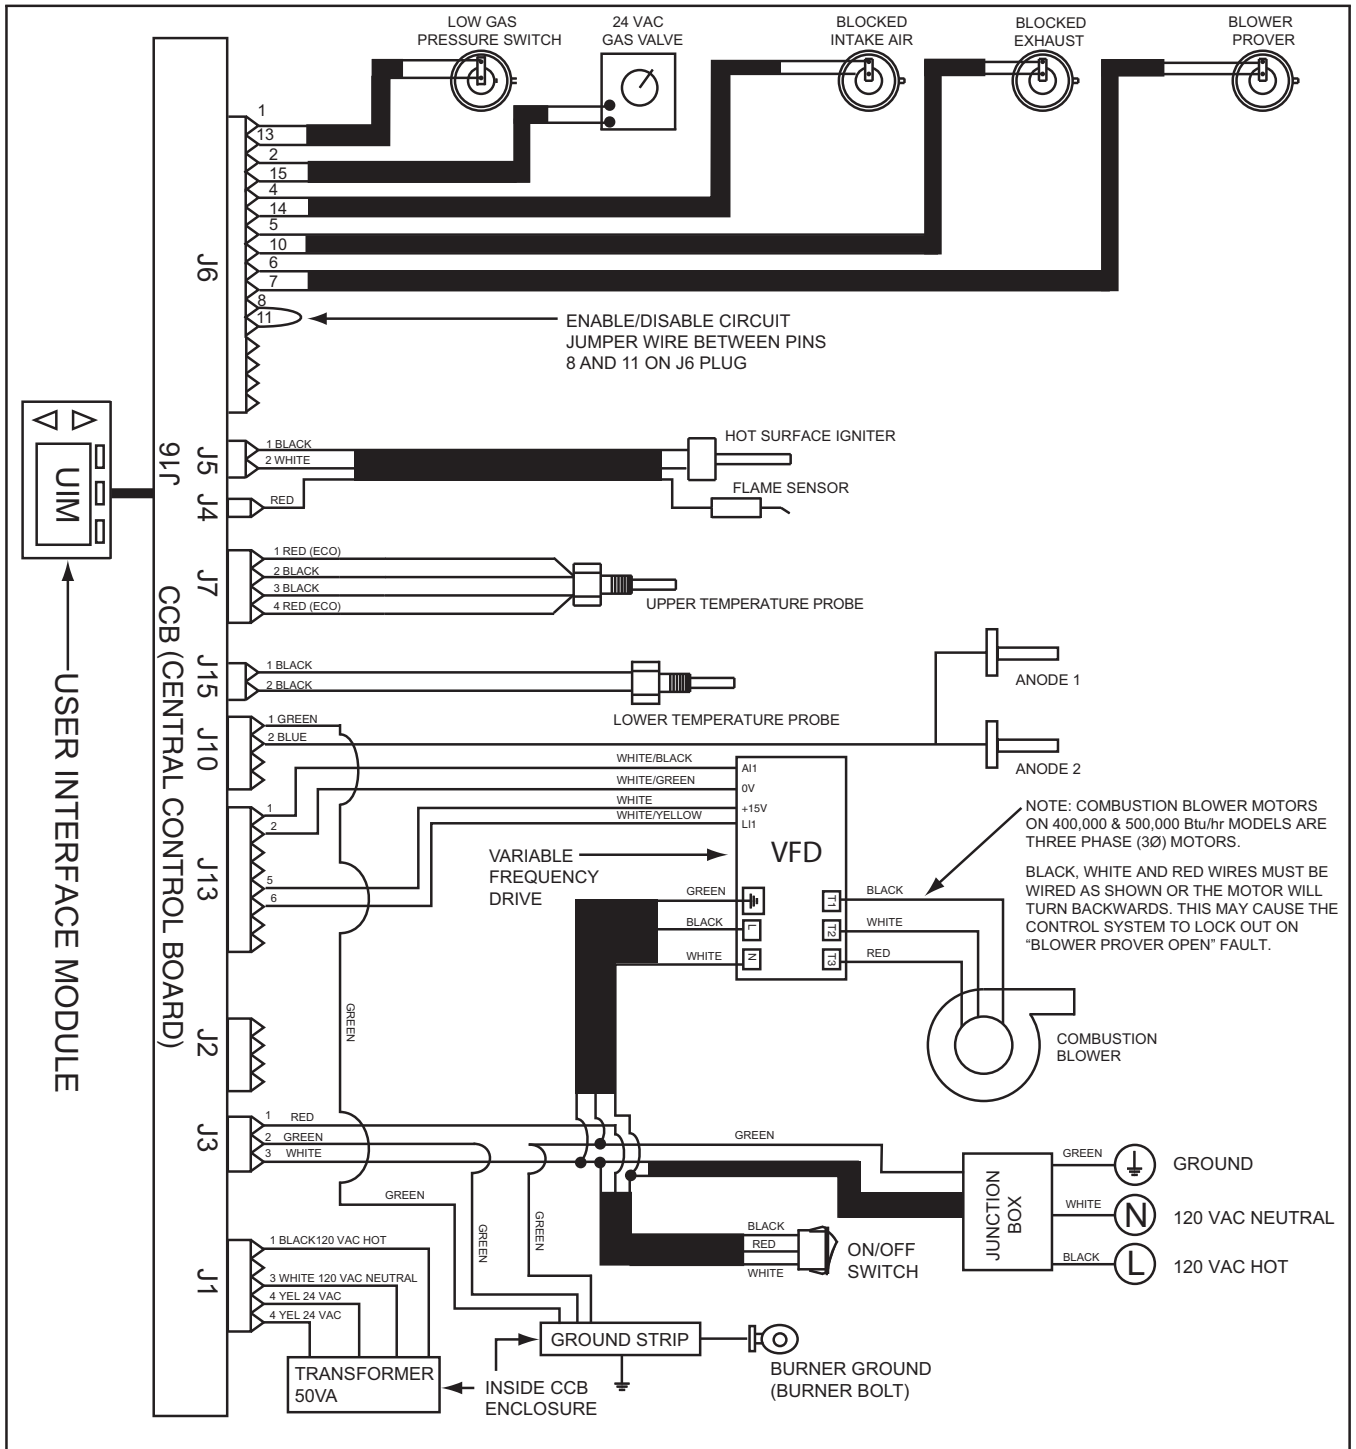 LOW GAS
PRESSURE SWITCH
24 VAC
GAS VALVE
BLOCKED
INTAKE AIR
BLOCKED
EXHAUST
BLOWER
PROVER
1
13
2
15
4
14
5
10
6
7
8
11
J6
ENABLE/DISABLE CIRCUIT
JUMPER WIRE BETWEEN PINS
8 AND 11 ON J6 PLUG
UIM
J16
USER INTERFACE MODULE
CCB (CENTRAL CONTROL BOARD)
J5
1 BLACK
2 WHITE
HOT SURFACE IGNITER
J4
RED
FLAME SENSOR
J7
1 RED (ECO)
2 BLACK
3 BLACK
4 RED (ECO)
UPPER TEMPERATURE PROBE
J15
1 BLACK
2 BLACK
LOWER TEMPERATURE PROBE
ANODE 1
ANODE 2
J10
1 GREEN
2 BLUE
J13
1
2
5
6
WHITE/BLACK
WHITE/GREEN
WHITE
WHITE/YELLOW
AI1
0V
+15V
LI1
VFD
VARIABLE
FREQUENCY
DRIVE
GREEN
BLACK
WHITE
L
N
T1
T2
T3
BLACK
WHITE
RED
NOTE: COMBUSTION BLOWER MOTORS
ON 400,000 & 500,000 Btu/hr MODELS ARE
THREE PHASE (3Ø) MOTORS.
BLACK, WHITE AND RED WIRES MUST BE
WIRED AS SHOWN OR THE MOTOR WILL
TURN BACKWARDS. THIS MAY CAUSE THE
CONTROL SYSTEM TO LOCK OUT ON
“BLOWER PROVER OPEN” FAULT.
COMBUSTION
BLOWER
GREEN
J2
J3
1 RED
2 GREEN
3 WHITE
GREEN
GREEN
GREEN
GREEN
JUNCTION
BOX
GREEN
WHITE
BLACK
GROUND
N
120 VAC NEUTRAL
L
120 VAC HOT
BLACK
RED
WHITE
ON/OFF
SWITCH
J1
1 BLACK120 VAC HOT
3 WHITE 120 VAC NEUTRAL
4 YEL 24 VAC
4 YEL 24 VAC
TRANSFORMER
50VA
INSIDE CCB
ENCLOSURE
GROUND STRIP
BURNER GROUND
(BURNER BOLT)